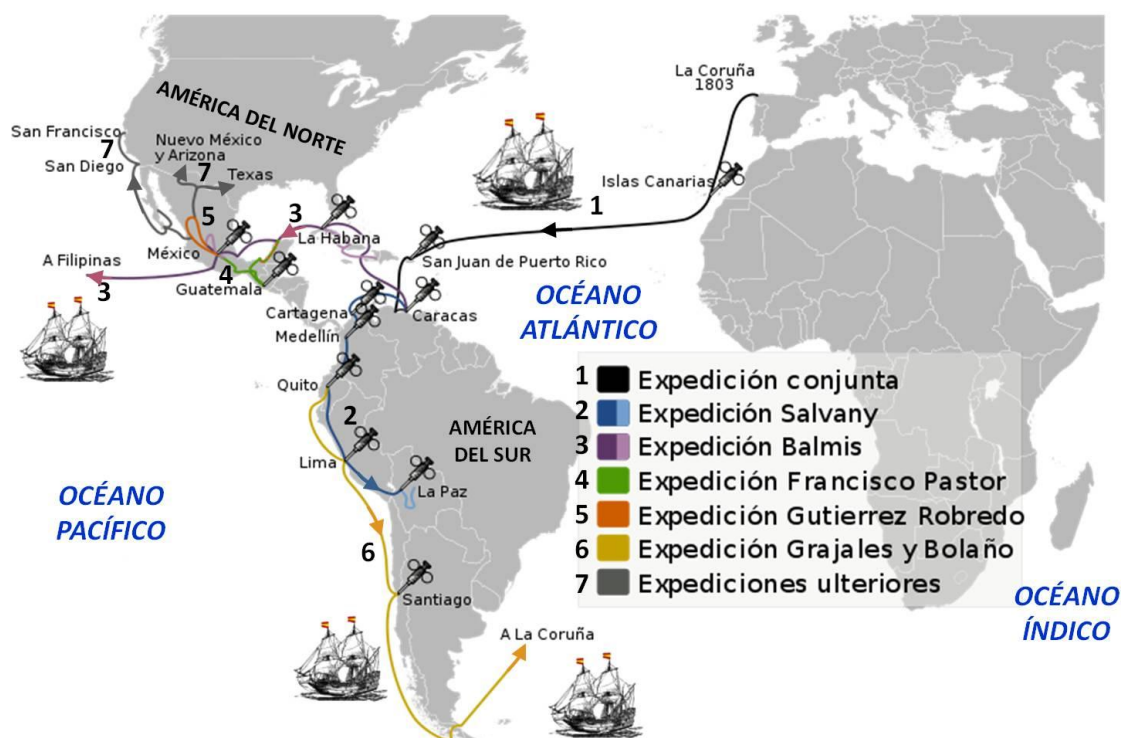 La Coruña
1803
AMÉRICA DEL NORTE
San Francisco
7
San Diego
Nuevo México
y Arizona
7
Texas
Islas Canarias
1
5
3
La Habana
México
A Filipinas
3
4
Guatemala
San Juan de Puerto Rico
Cartagena
Caracas
Medellín
OCÉANO
ATLÁNTICO
Quito
2
Lima
AMÉRICA
DEL SUR
La Paz
OCÉANO
PACÍFICO
6
Santiago
A La Coruña
1 Expedición conjunta
2 Expedición Salvany
3 Expedición Balmis
4 Expedición Francisco Pastor
5 Expedición Gutierrez Robredo
6 Expedición Grajales y Bolaño
7 Expediciones ulteriores
OCÉANO
ÍNDICO